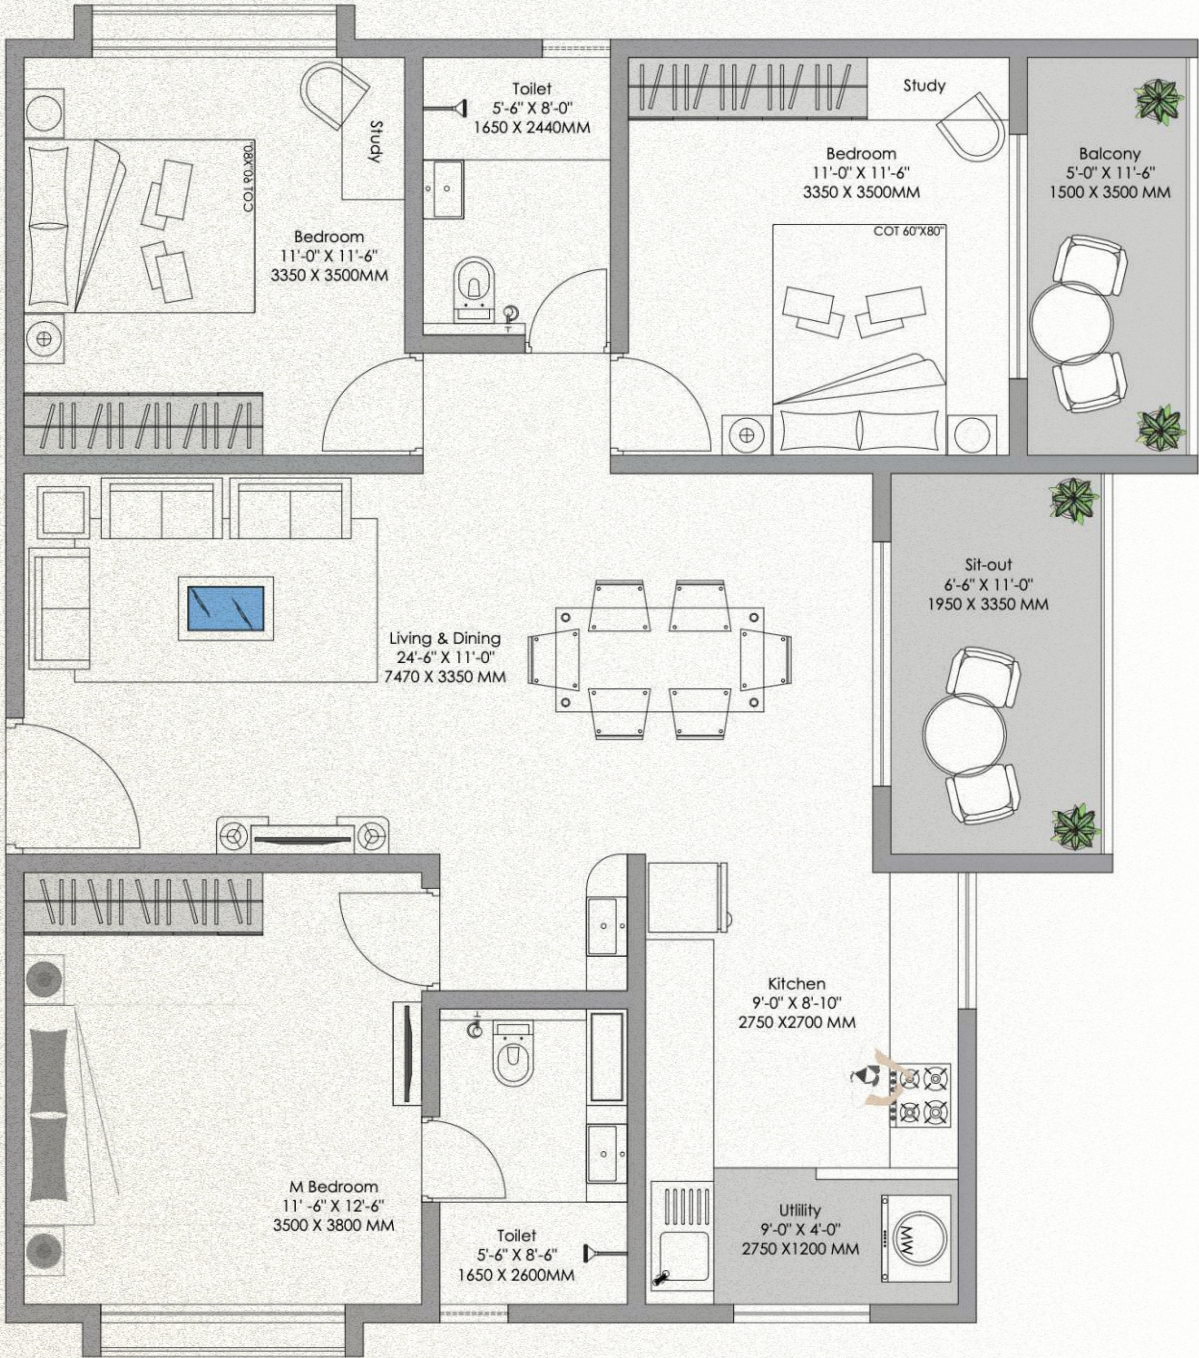 Toilet
5'-6" X 8'-0"
1650 X 2440MM
Study
Study
COT 60"X80"
Bedroom
11'-0" X 11'-6"
3350 X 3500MM
Bedroom
11'-0" X 11'-6"
3350 X 3500MM
COT 60"X80"
Balcony
5'-0" X 11'-6"
1500 X 3500 MM
Sit-out
6'-6" X 11'-0"
1950 X 3350 MM
Living & Dining
24'-6" X 11'-0"
7470 X 3350 MM
Kitchen
9'-0" X 8'-10"
2750 X2700 MM
M Bedroom
11' -6" X 12'-6"
3500 X 3800 MM
Toilet
5'-6" X 8'-6"
1650 X 2600MM
Utlility
9'-0" X 4'-0"
2750 X1200 MM
MW